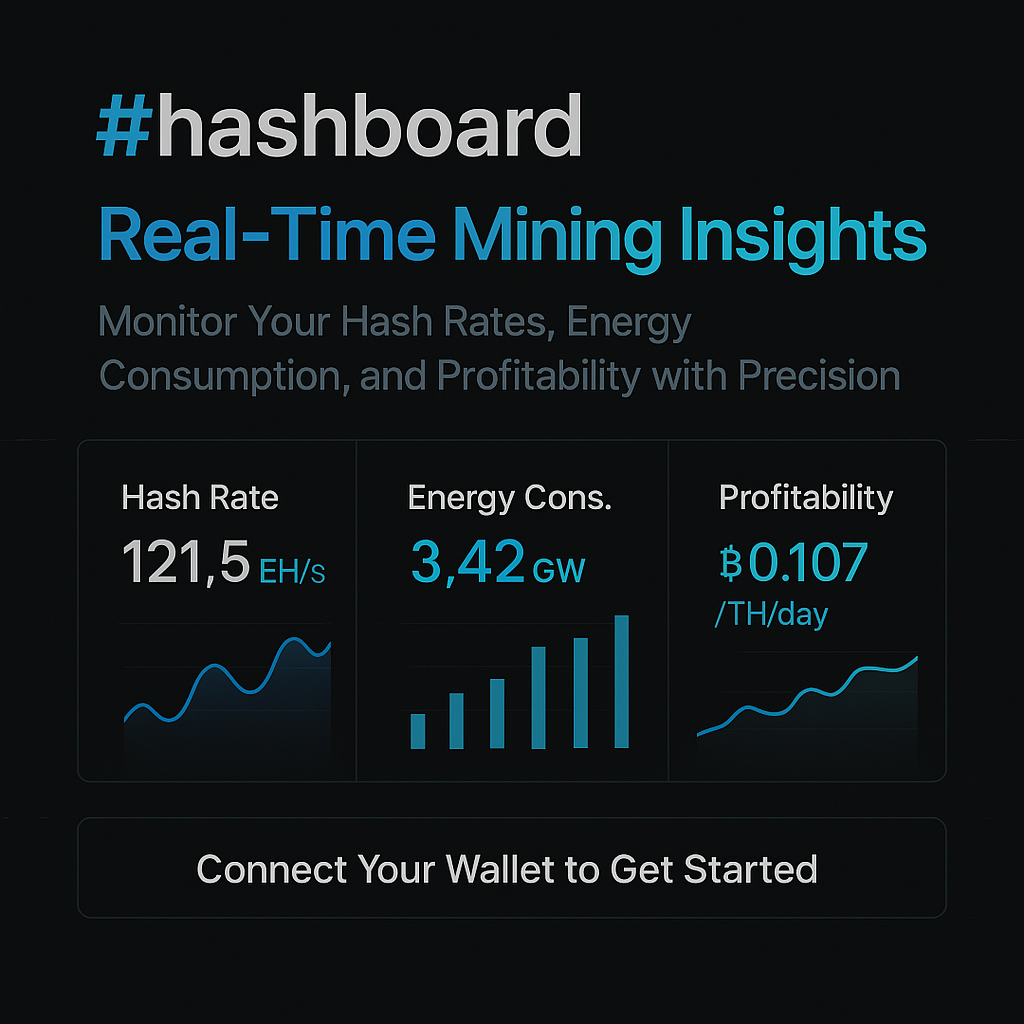 #hashboard
Real-Time Mining Insights
Monitor Your Hash Rates, Energy
Consumption, and Profitability with Precision
Hash Rate
121,5 EH/s
Energy Cons.
3,42 GW
Profitability
₿0.107
/TH/day
Connect Your Wallet to Get Started